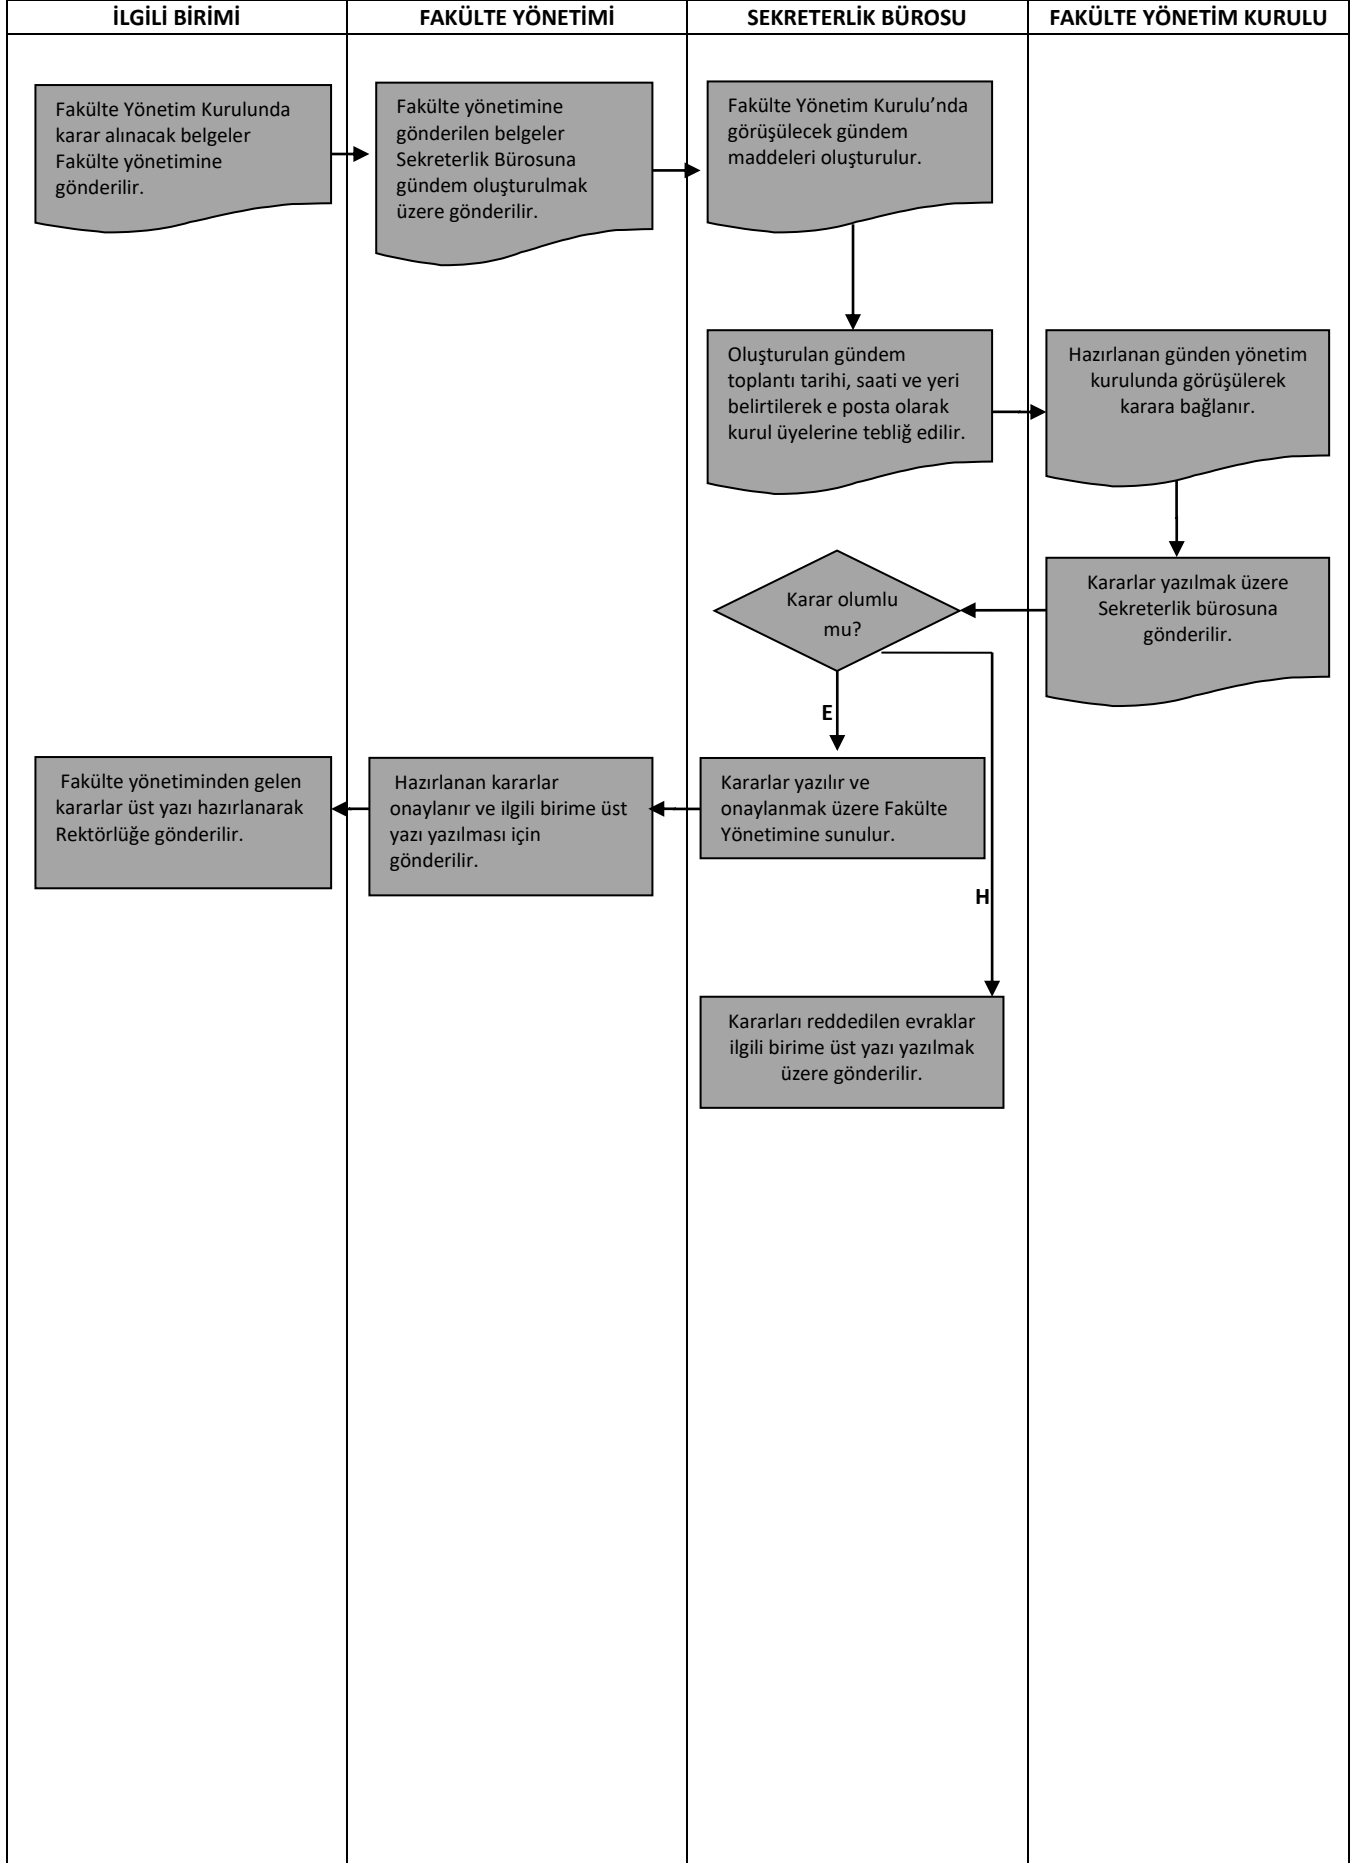 İLGİLİ BİRİMİ
FAKÜLTE YÖNETİMİ
SEKRETERLİK BÜROSU
FAKÜLTE YÖNETİM KURULU
Fakülte Yönetim Kurulunda
karar alınacak belgeler
Fakülte yönetimine
gönderilir.
Fakülte yönetimine
gönderilen belgeler
Sekreterlik Bürosuna
gündem oluşturulmak
üzere gönderilir.
Fakülte Yönetim Kurulu’nda
görüşülecek gündem
maddeleri oluşturulur.
Oluşturulan gündem
toplantı tarihi, saati ve yeri
belirtilerek e posta olarak
kurul üyelerine tebliğ edilir.
Hazırlanan günden yönetim
kurulunda görüşülerek
karara bağlanır.
Kararlar yazılmak üzere
Sekreterlik bürosuna
gönderilir.
Karar olumlu
mu?
E
Kararlar yazılır ve
onaylanmak üzere Fakülte
Yönetimine sunulur.
Hazırlanan kararlar
onaylanır ve ilgili birime üst
yazı yazılması için
gönderilir.
Fakülte yönetiminden gelen
kararlar üst yazı hazırlanarak
Rektörlüğe gönderilir.
H
Kararları reddedilen evraklar
ilgili birime üst yazı yazılmak
üzere gönderilir.